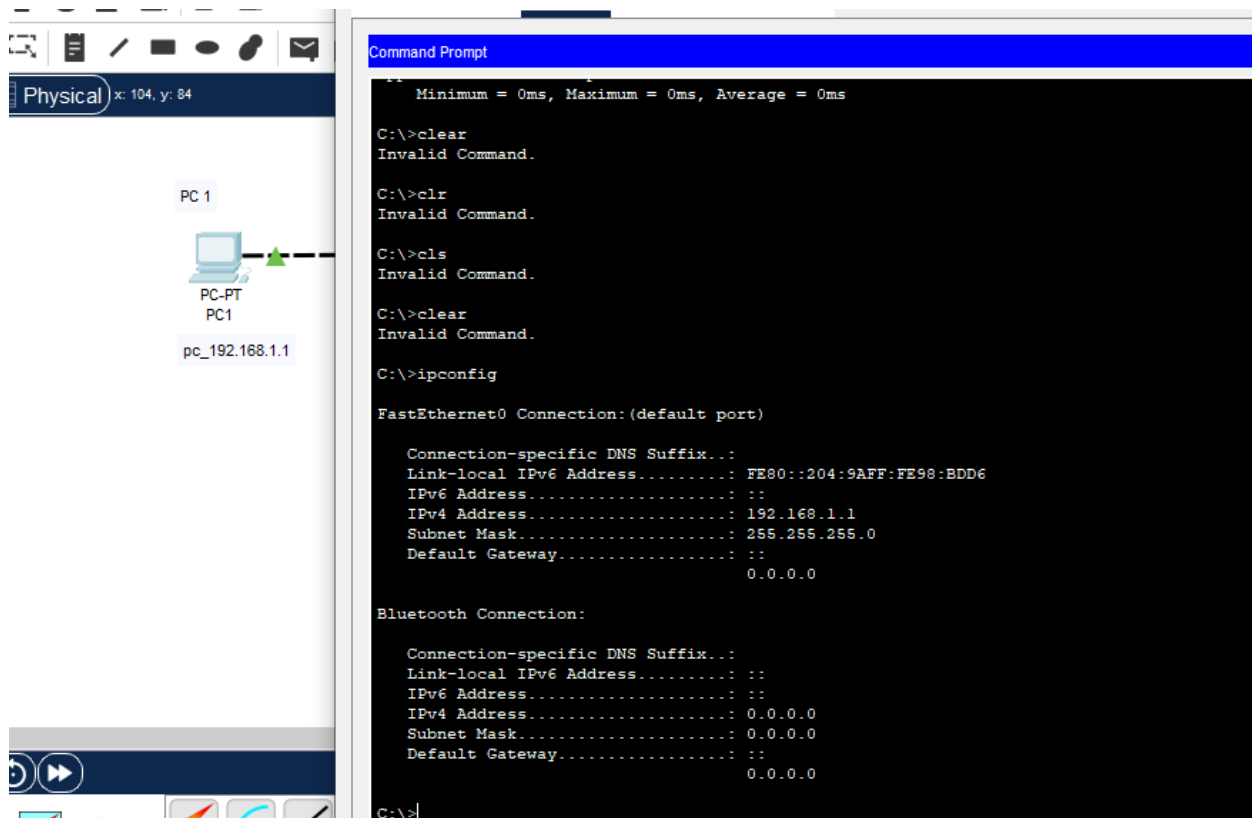 Physical x: 104, y: 84
PC 1
PC-PT
PC1
pc_192.168.1.1
Command Prompt
Minimum = 0ms, Maximum = 0ms, Average = 0ms
C:\>clear
Invalid Command.
C:\>clr
Invalid Command.
C:\>cls
Invalid Command.
C:\>clear
Invalid Command.
C:\>ipconfig
FastEthernet0 Connection:(default port)
Connection-specific DNS Suffix..:
Link-local IPv6 Address.........: FE80::204:9AFF:FE98:BDD6
IPv6 Address....................: ::
IPv4 Address....................: 192.168.1.1
Subnet Mask.....................: 255.255.255.0
Default Gateway.................: ::
0.0.0.0
Bluetooth Connection:
Connection-specific DNS Suffix..:
Link-local IPv6 Address.........: ::
IPv6 Address....................: ::
IPv4 Address....................: 0.0.0.0
Subnet Mask.....................: 0.0.0.0
Default Gateway.................: ::
0.0.0.0
C:\>